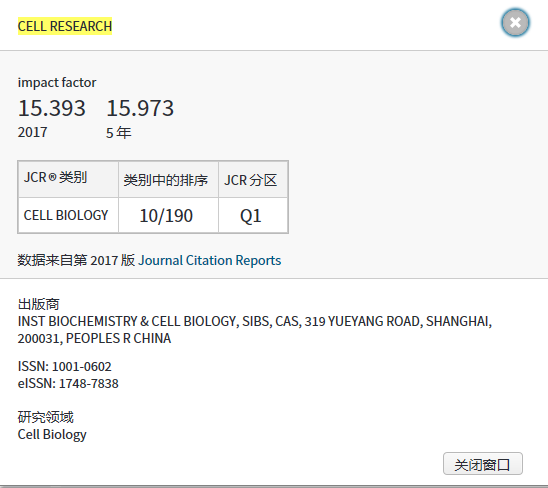 CELL RESEARCH
impact factor
15.393 15.973
2017 5 年
JCR® 类别 类别中的排序 JCR 分区
CELL BIOLOGY 10/190 Q1
数据来自第 2017 版 Journal Citation Reports
出版商
INST BIOCHEMISTRY & CELL BIOLOGY, SIBS, CAS, 319 YUEYANG ROAD, SHANGHAI,
200031, PEOPLES R CHINA
ISSN: 1001-0602
eISSN: 1748-7838
研究领域
Cell Biology
关闭窗口